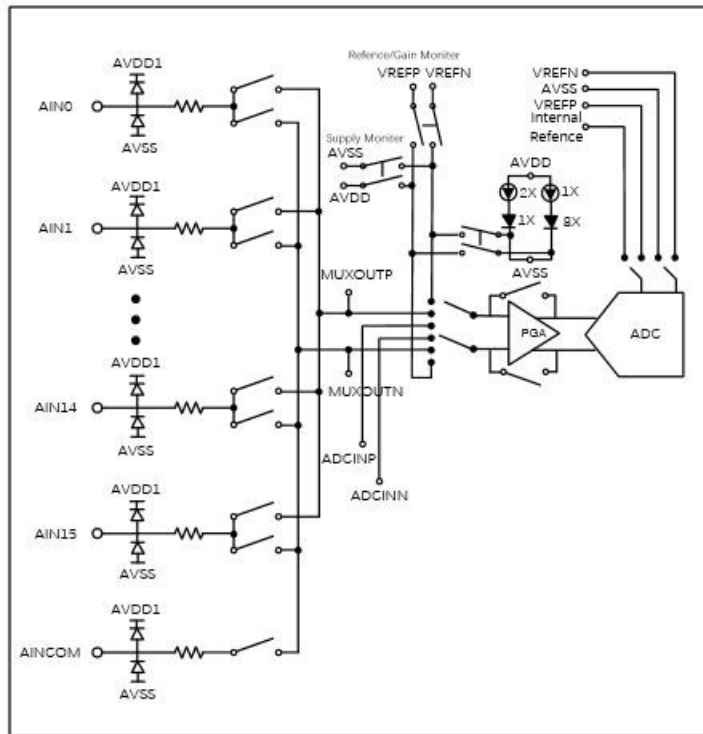 Refence/Gain Moniter
VREFP VREFN
VREFN
AVSS
VREFP
Internal
Refence
AVDD1
AIN0
AVSS
Supply Moniter
AVSS
AVDD
AVDD
2X
1X
1X
8X
AVSS
AVDD1
AIN1
AVSS
MUXOUTP
PGA
ADC
MUXOUTN
AVDD1
AIN14
AVSS
ADCINP
ADCINN
AVDD1
AIN15
AVSS
AVDD1
AINCOM
AVSS